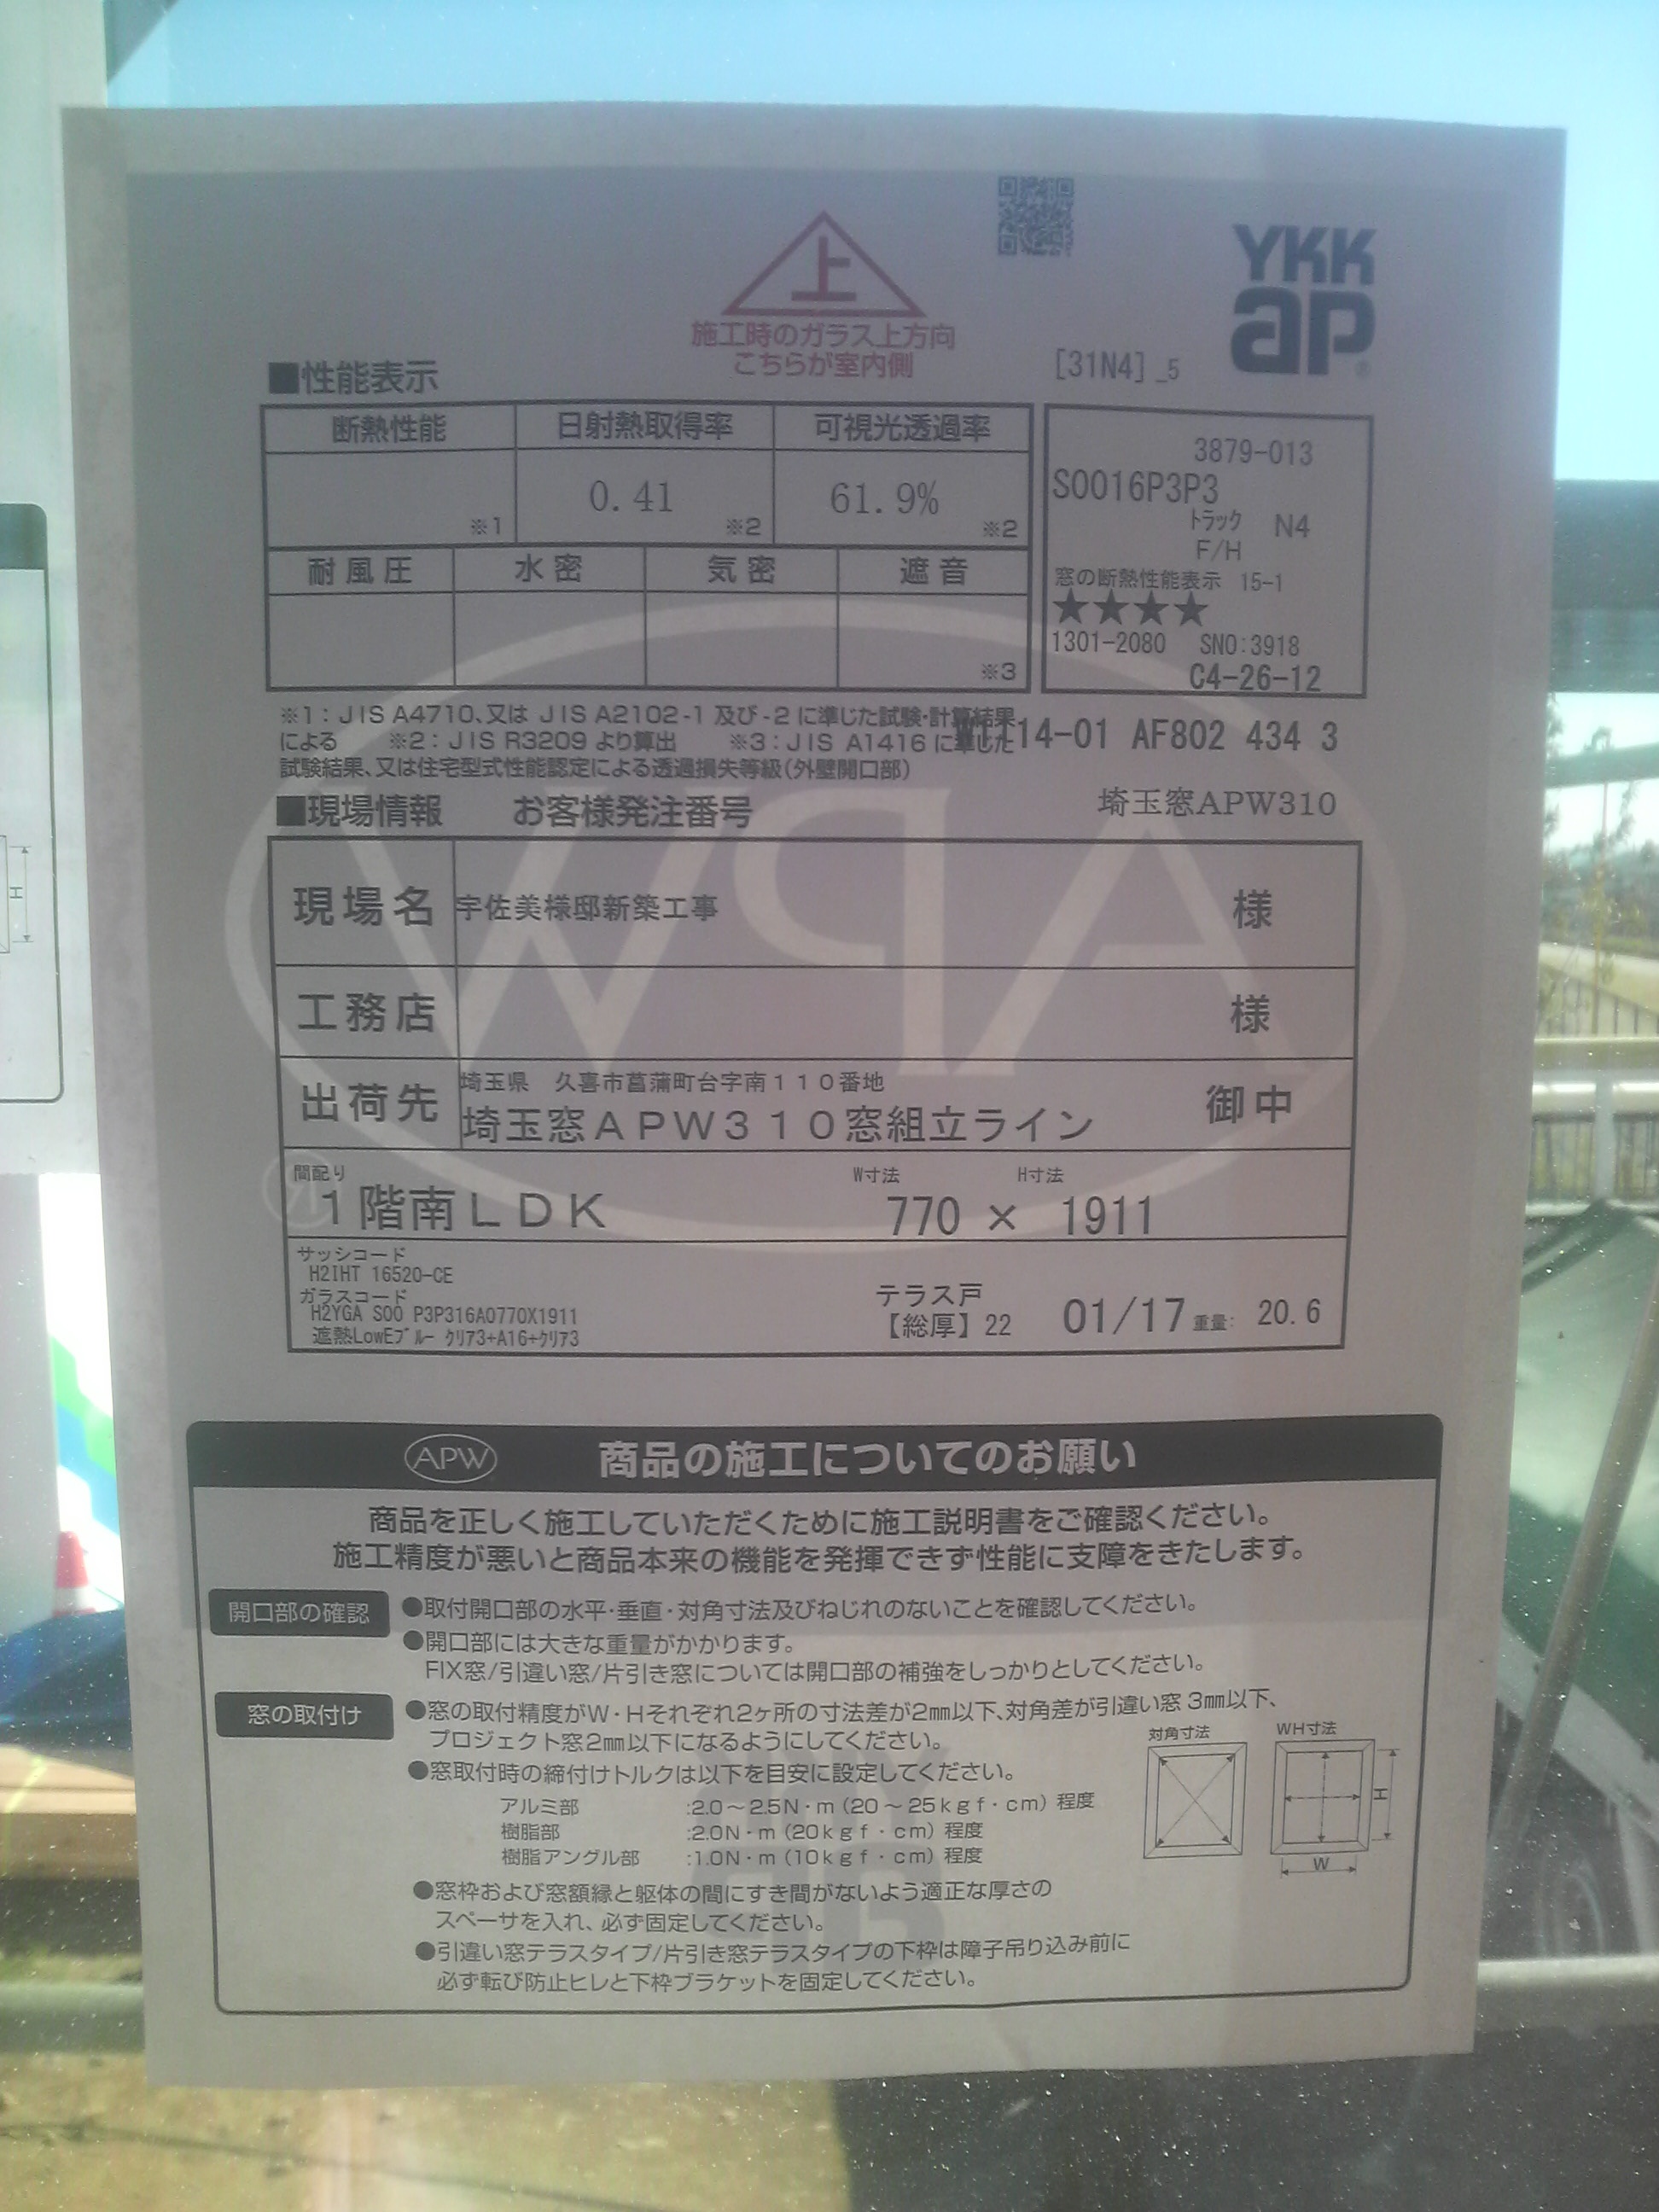 上
施工時のガラス上方向
こちらが室内側
YKK
ap
■性能表示
[31N4]_5
断熱性能 日射熱取得率 可視光透過率
※1 0.41 ※2 61.9% ※2
耐風圧 水密 気密 遮音
※3
3879-013
S0016P3P3
トラック N4
F/H
窓の断熱性能表示 15-1
★★★★
1301-2080 SNO:3918
C4-26-12
※1:JIS A4710、又は JIS A2102-1 及び-2 に準じた試験・計算結果
による ※2:JIS R3209 より算出 ※3:JIS A1416 に準じた
14-01 AF802 434 3
試験結果、又は住宅型式性能認定による透過損失等級(外壁開口部)
■現場情報 お客様発注番号 埼玉窓APW310
APW
現場名 宇佐美様邸新築工事 様
工務店 様
出荷先 埼玉県 久喜市菖蒲町台字南110番地
埼玉窓APW310窓組立ライン 御中
間配り W寸法 H寸法
1階南LDK 770 × 1911
サッシコード
H2IHT 16520-CE
ガラスコード
H2YGA S00 P3P316A0770X1911
遮熱LowEブルー クリア3+A16+クリア3
テラス戸
【総厚】22 01/17 重量: 20.6
APW 商品の施工についてのお願い
商品を正しく施工していただくために施工説明書をご確認ください。
施工精度が悪いと商品本来の機能を発揮できず性能に支障をきたします。
開口部の確認 ●取付開口部の水平・垂直・対角寸法及びねじれのないことを確認してください。
●開口部には大きな重量がかかります。
FIX窓/引違い窓/片引き窓については開口部の補強をしっかりとしてください。
窓の取付け ●窓の取付精度がW・Hそれぞれ2ヶ所の寸法差が2mm以下、対角差が引違い窓3mm以下、
プロジェクト窓2mm以下になるようにしてください。
●窓取付時の締付けトルクは以下を目安に設定してください。
アルミ部 :2.0～2.5N・m(20～25kgf・cm)程度
樹脂部 :2.0N・m(20kgf・cm)程度
樹脂アングル部 :1.0N・m(10kgf・cm)程度
対角寸法 WH寸法
H
W
●窓枠および窓額縁と躯体の間にすき間がないよう適正な厚さの
スペーサを入れ、必ず固定してください。
●引違い窓テラスタイプ/片引き窓テラスタイプの下枠は障子吊り込み前に
必ず転び防止ヒレと下枠ブラケットを固定してください。
H